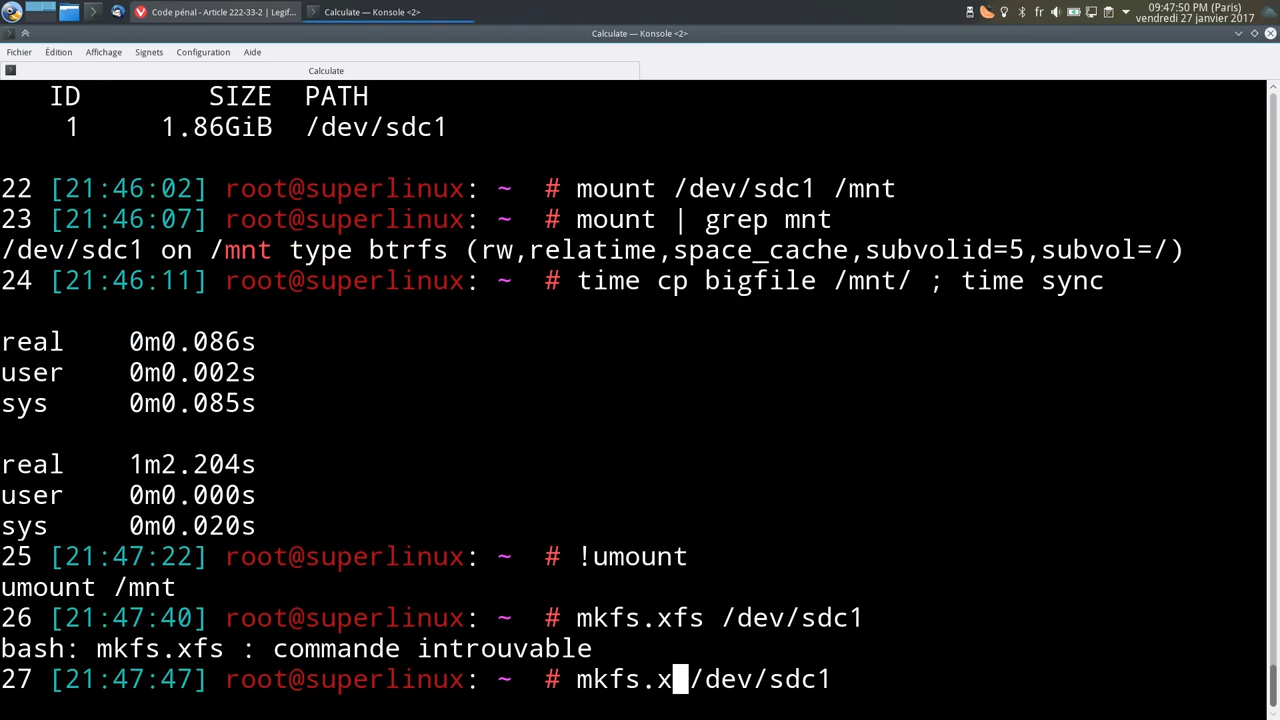 Code pénal - Article 222-33-2 | Legif...
Calculate — Konsole <2>
fr
09:47:50 PM (Paris)
vendredi 27 janvier 2017
Calculate — Konsole <2>
Fichier Édition Affichage Signets Configuration Aide
Calculate
ID SIZE PATH
1 1.86GiB /dev/sdc1
22 [21:46:02] root@superlinux: ~ # mount /dev/sdc1 /mnt
23 [21:46:07] root@superlinux: ~ # mount | grep mnt
/dev/sdc1 on /mnt type btrfs (rw,relatime,space_cache,subvolid=5,subvol=/)
24 [21:46:11] root@superlinux: ~ # time cp bigfile /mnt/ ; time sync
real 0m0.086s
user 0m0.002s
sys 0m0.085s
real 1m2.204s
user 0m0.000s
sys 0m0.020s
25 [21:47:22] root@superlinux: ~ # !umount
umount /mnt
26 [21:47:40] root@superlinux: ~ # mkfs.xfs /dev/sdc1
bash: mkfs.xfs : commande introuvable
27 [21:47:47] root@superlinux: ~ # mkfs.x /dev/sdc1